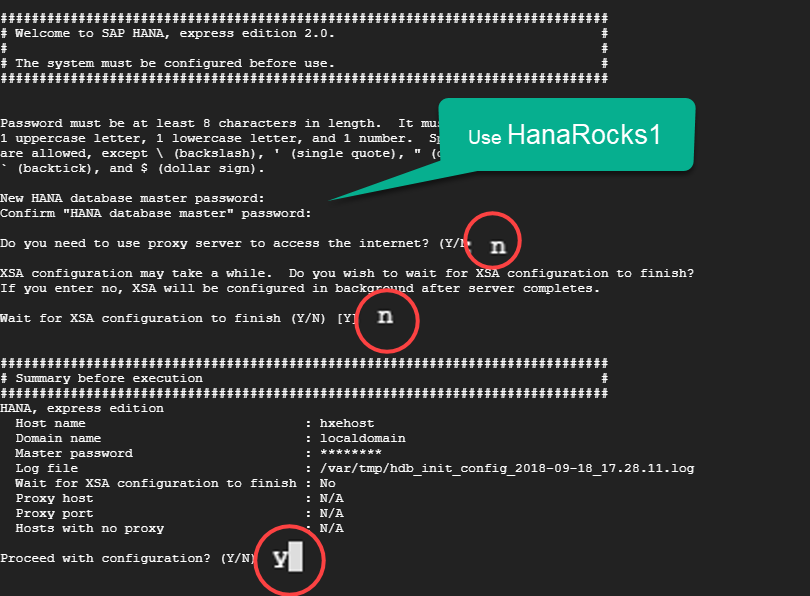 ################################################################################
# Welcome to SAP HANA, express edition 2.0. #
# #
# The system must be configured before use. #
################################################################################
Password must be at least 8 characters in length. It
1 uppercase letter, 1 lowercase letter, and 1 number.
are allowed, except \ (backslash), ' (single quote), "
` (backtick), and $ (dollar sign).
Use HanaRocks1
New HANA database master password:
Confirm "HANA database master" password:
Do you need to use proxy server to access the internet? (Y/ n
XSA configuration may take a while. Do you wish to wait for XSA configuration to finish?
If you enter no, XSA will be configured in background after server completes.
Wait for XSA configuration to finish (Y/N) [Y] n
################################################################################
# Summary before execution #
################################################################################
HANA, express edition
Host name : hxehost
Domain name : localdomain
Master password : ********
Log file : /var/tmp/hdb_init_config_2018-09-18_17.28.11.log
Wait for XSA configuration to finish : No
Proxy host : N/A
Proxy port : N/A
Hosts with no proxy : N/A
Proceed with configuration? (Y/N) y